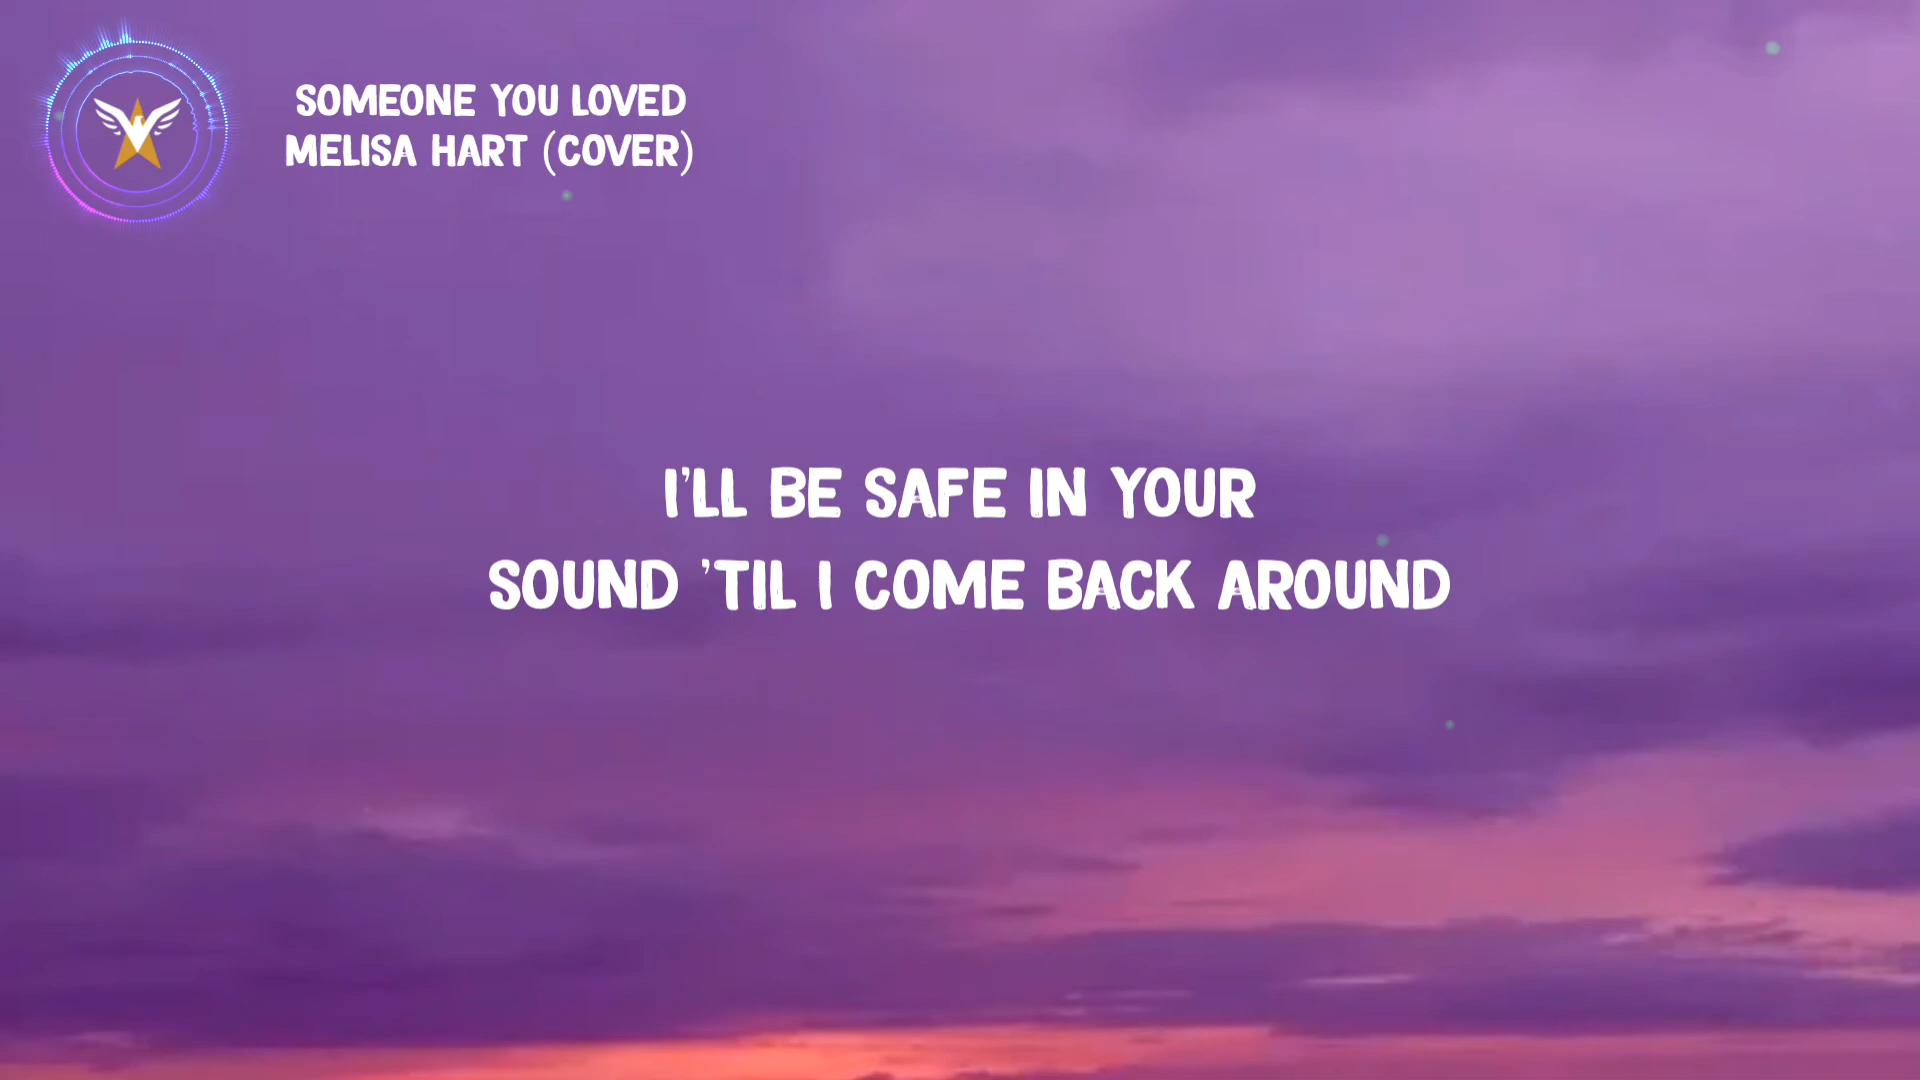 SOMEONE YOU LOVED
MELISA HART (COVER)
I'LL BE SAFE IN YOUR
SOUND 'TIL I COME BACK AROUND